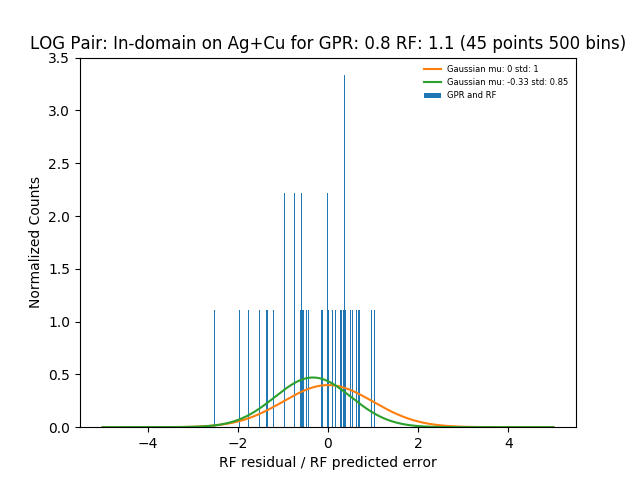 LOG Pair: In-domain on Ag+Cu for GPR: 0.8 RF: 1.1 (45 points 500 bins)
Gaussian mu: 0 std: 1
Gaussian mu: -0.33 std: 0.85
GPR and RF
3.5
3.0
2.5
2.0
1.5
1.0
0.5
0.0
Normalized Counts
−4 −2 0 2 4
RF residual / RF predicted error